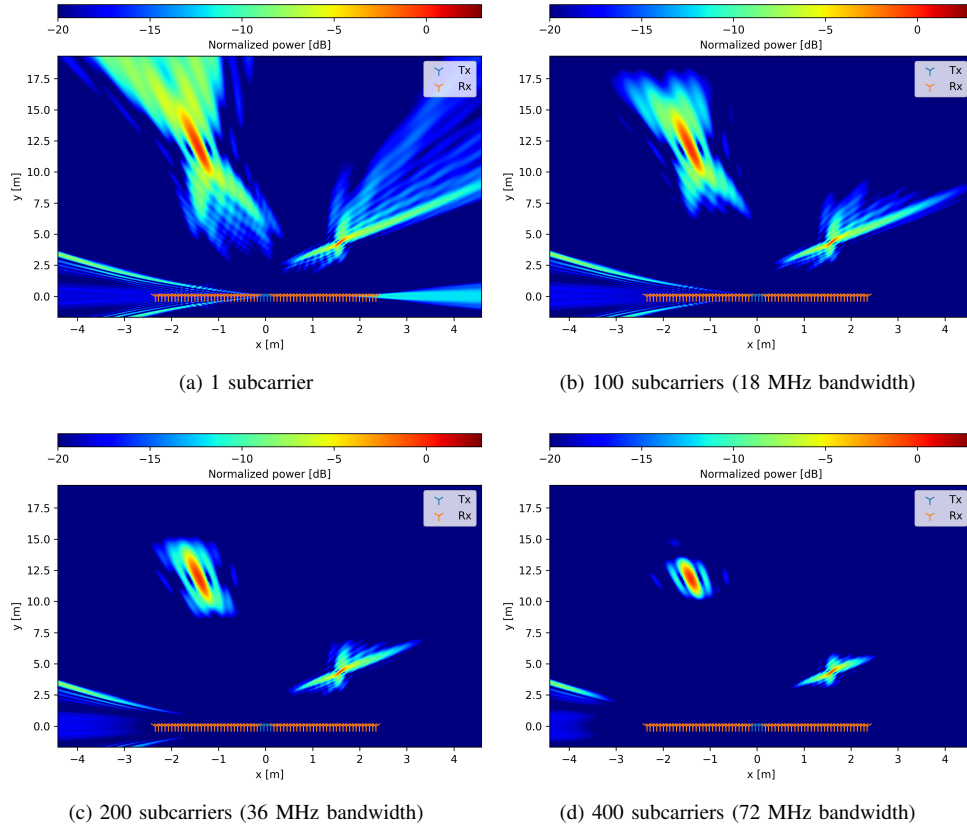 −20 −15 −10 −5 0
Normalized power [dB]
Tx
Rx
17.5
15.0
12.5
10.0
7.5
5.0
2.5
0.0
y [m]
−4 −3 −2 −1 0 1 2 3 4
x [m]
(a) 1 subcarrier
−20 −15 −10 −5 0
Normalized power [dB]
Tx
Rx
17.5
15.0
12.5
10.0
7.5
5.0
2.5
0.0
y [m]
−4 −3 −2 −1 0 1 2 3 4
x [m]
(b) 100 subcarriers (18 MHz bandwidth)
−20 −15 −10 −5 0
Normalized power [dB]
Tx
Rx
17.5
15.0
12.5
10.0
7.5
5.0
2.5
0.0
y [m]
−4 −3 −2 −1 0 1 2 3 4
x [m]
(c) 200 subcarriers (36 MHz bandwidth)
−20 −15 −10 −5 0
Normalized power [dB]
Tx
Rx
17.5
15.0
12.5
10.0
7.5
5.0
2.5
0.0
y [m]
−4 −3 −2 −1 0 1 2 3 4
x [m]
(d) 400 subcarriers (72 MHz bandwidth)